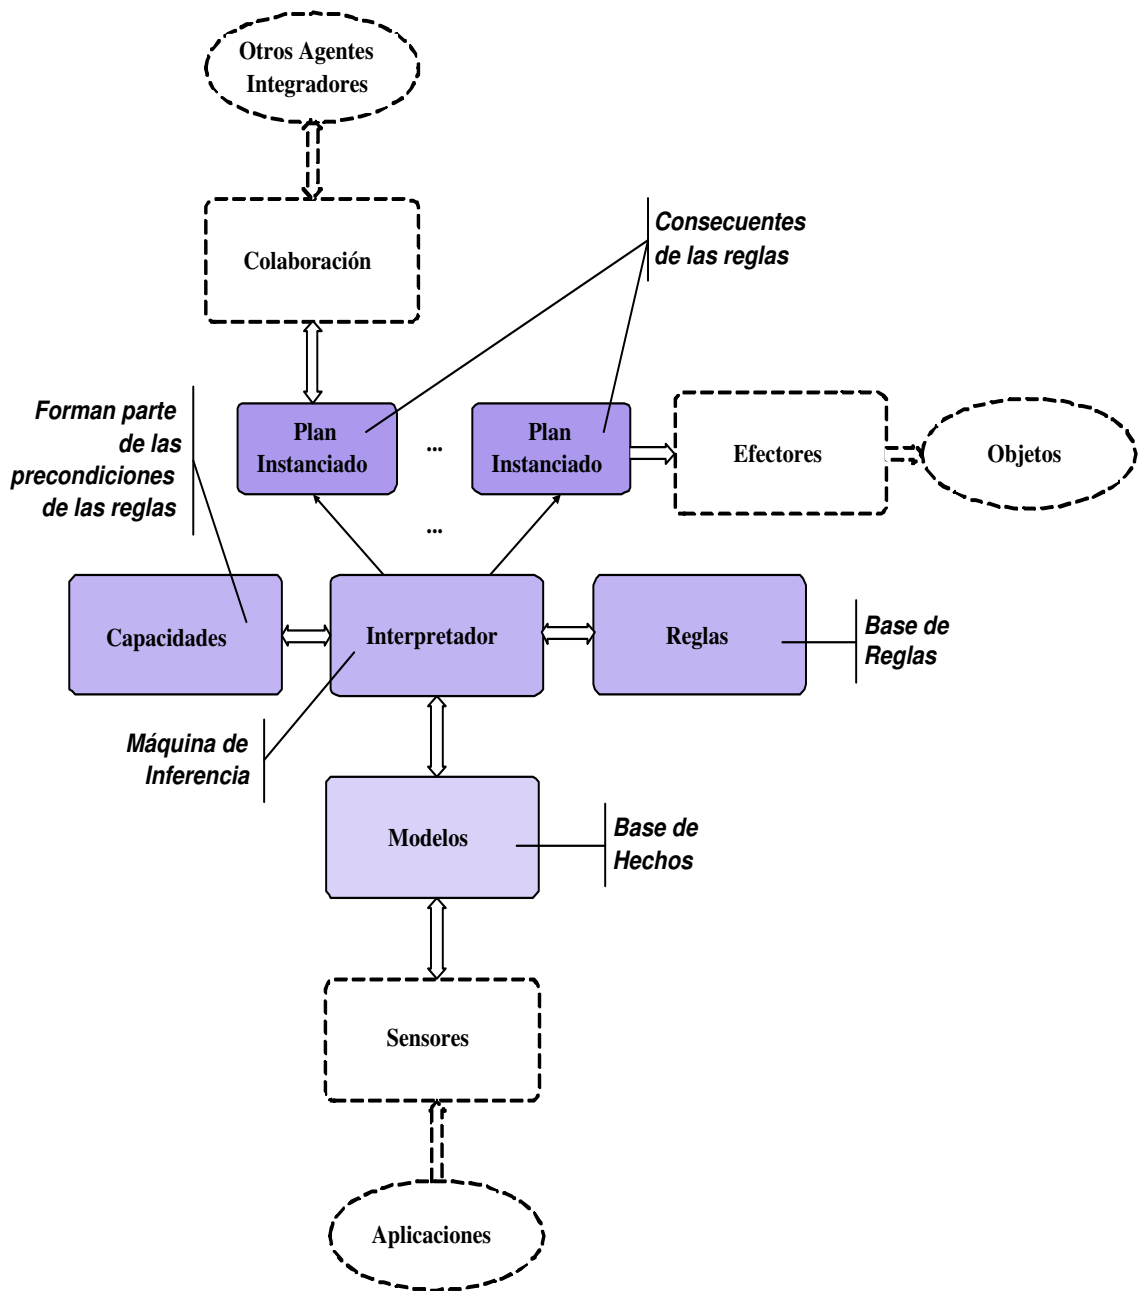 Otros Agentes
Integradores
Colaboración
Consecuentes
de las reglas
Forman parte
de las
precondiciones
de las reglas
Plan
Instanciado
...
Plan
Instanciado
Efectores
Objetos
...
Capacidades
Interpretador
Reglas
Base de
Reglas
Máquina de
Inferencia
Modelos
Base de
Hechos
Sensores
Aplicaciones